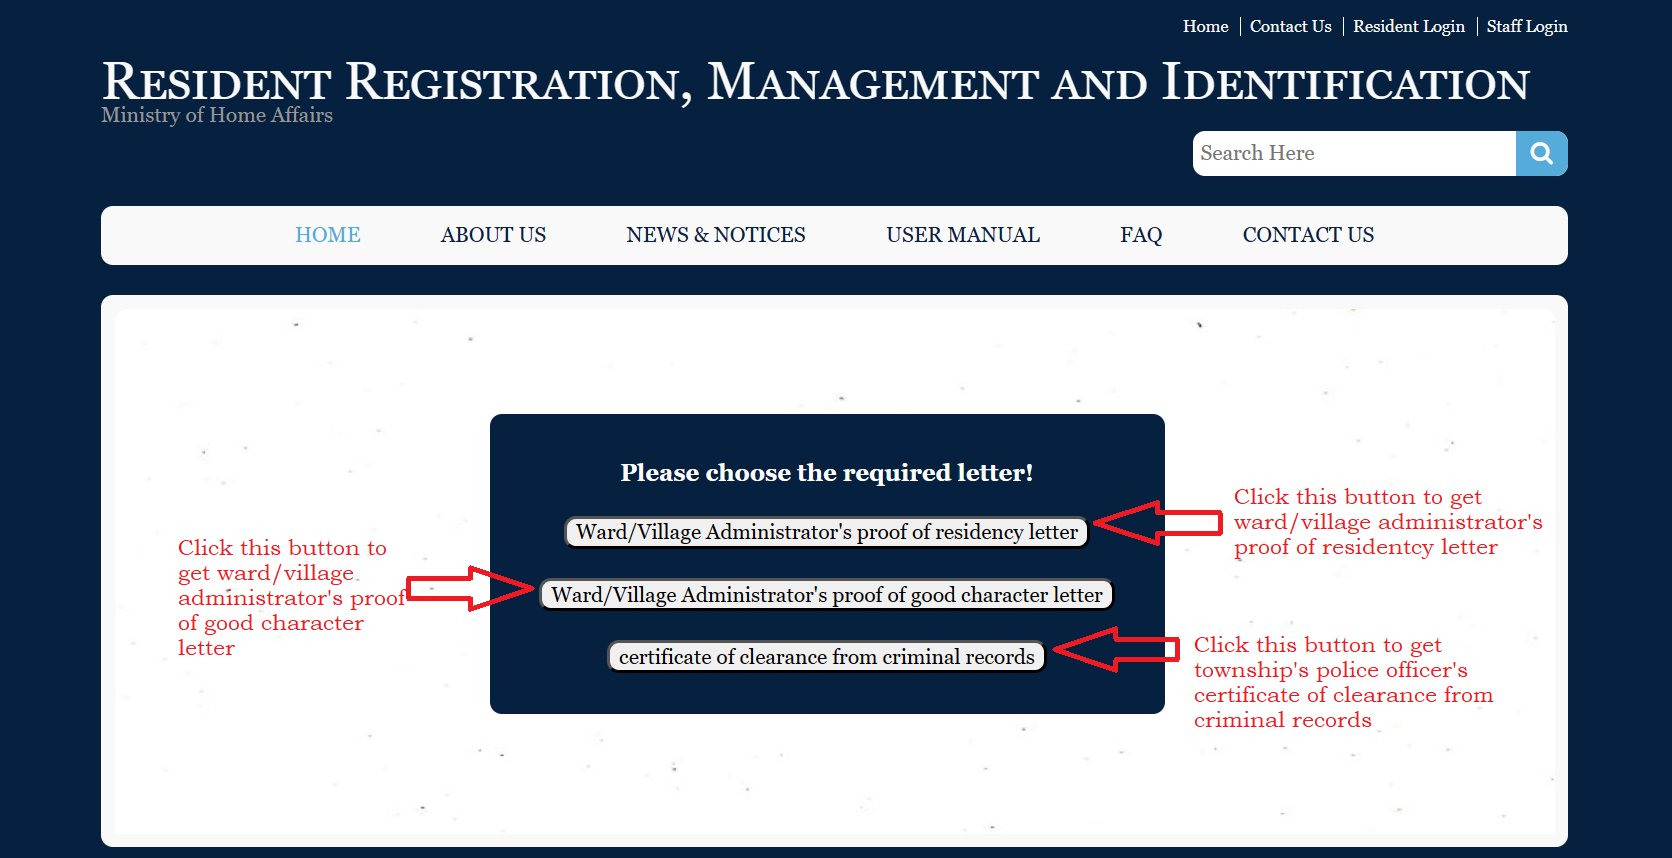 Home
Contact Us
Resident Login
Staff Login
Resident Registration, Management and Identification
Ministry of Home Affairs
Search Here
HOME
ABOUT US
NEWS & NOTICES
USER MANUAL
FAQ
CONTACT US
Please choose the required letter!
Ward/Village Administrator's proof of residency letter
Click this button to get
ward/village administrator's
proof of residentcy letter
Click this button to
get ward/village
administrator's proof
of good character
letter
Ward/Village Administrator's proof of good character letter
certificate of clearance from criminal records
Click this button to get
township's police officer's
certificate of clearance from
criminal records